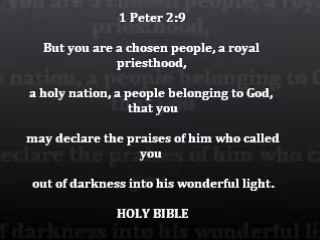 1 Peter 2:9
But you are a chosen people, a royal
priesthood,
a holy nation, a people belonging to God,
that you
may declare the praises of him who called
you
out of darkness into his wonderful light.
HOLY BIBLE